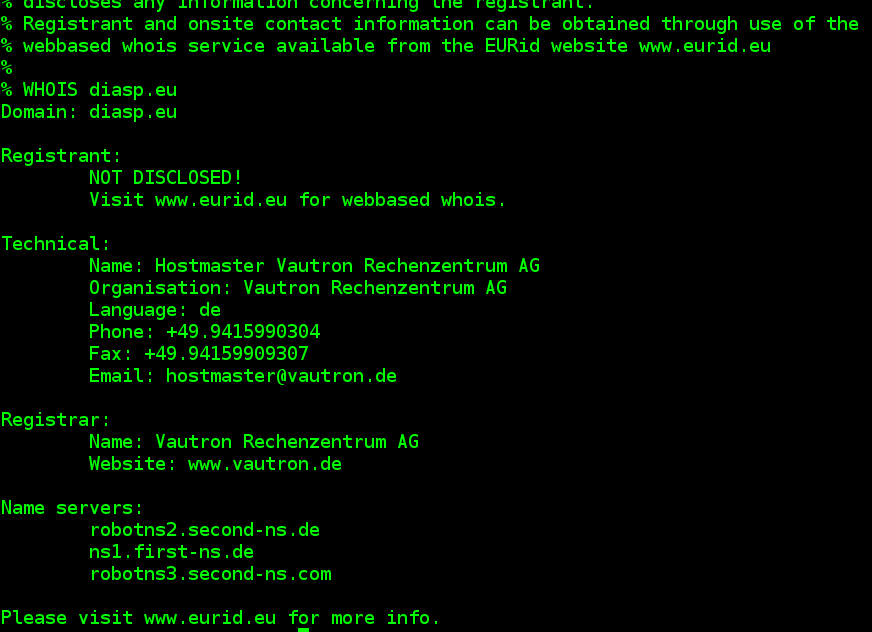 % discloses any information concerning the registrant.
% Registrant and onsite contact information can be obtained through use of the
% webbased whois service available from the EURid website www.eurid.eu
%
% WHOIS diasp.eu
Domain: diasp.eu

Registrant:
        NOT DISCLOSED!
        Visit www.eurid.eu for webbased whois.

Technical:
        Name: Hostmaster Vautron Rechenzentrum AG
        Organisation: Vautron Rechenzentrum AG
        Language: de
        Phone: +49.9415990304
        Fax: +49.94159909307
        Email: hostmaster@vautron.de

Registrar:
        Name: Vautron Rechenzentrum AG
        Website: www.vautron.de

Name servers:
        robotns2.second-ns.de
        ns1.first-ns.de
        robotns3.second-ns.com

Please visit www.eurid.eu for more info.